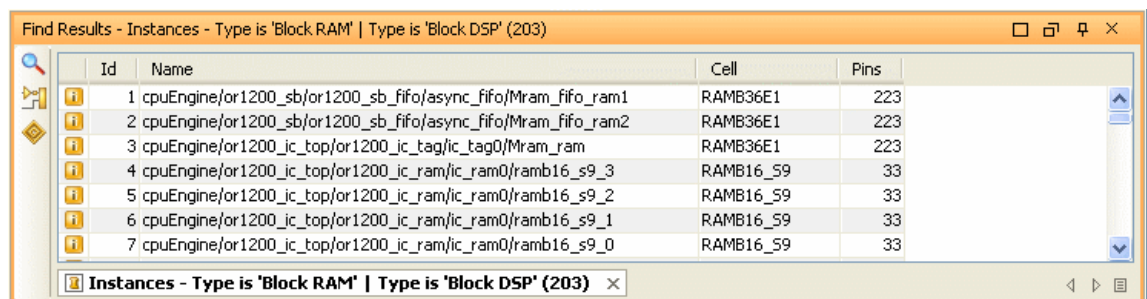 Find Results - Instances - Type is 'Block RAM' | Type is 'Block DSP' (203)
Id Name Cell Pins
1 cpuEngine/or1200_sb/or1200_sb_fifo/async_fifo/Mram_fifo_ram1 RAMB36E1 223
2 cpuEngine/or1200_sb/or1200_sb_fifo/async_fifo/Mram_fifo_ram2 RAMB36E1 223
3 cpuEngine/or1200_ic_top/or1200_ic_tag/ic_tag0/Mram_ram RAMB36E1 223
4 cpuEngine/or1200_ic_top/or1200_ic_ram/ic_ram0/ramb16_s9_3 RAMB16_S9 33
5 cpuEngine/or1200_ic_top/or1200_ic_ram/ic_ram0/ramb16_s9_2 RAMB16_S9 33
6 cpuEngine/or1200_ic_top/or1200_ic_ram/ic_ram0/ramb16_s9_1 RAMB16_S9 33
7 cpuEngine/or1200_ic_top/or1200_ic_ram/ic_ram0/ramb16_s9_0 RAMB16_S9 33
Instances - Type is 'Block RAM' | Type is 'Block DSP' (203)